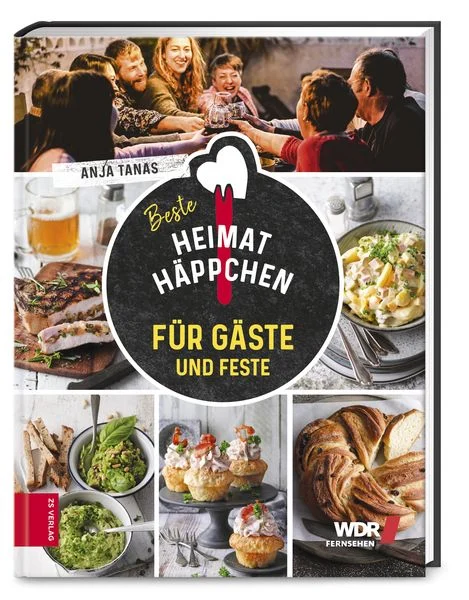 ANJA TANAS
Beste
HEIMAT
HÄPPCHEN
FÜR GÄSTE
UND FESTE
ZS VERLAG
WDR
FERNSEHEN